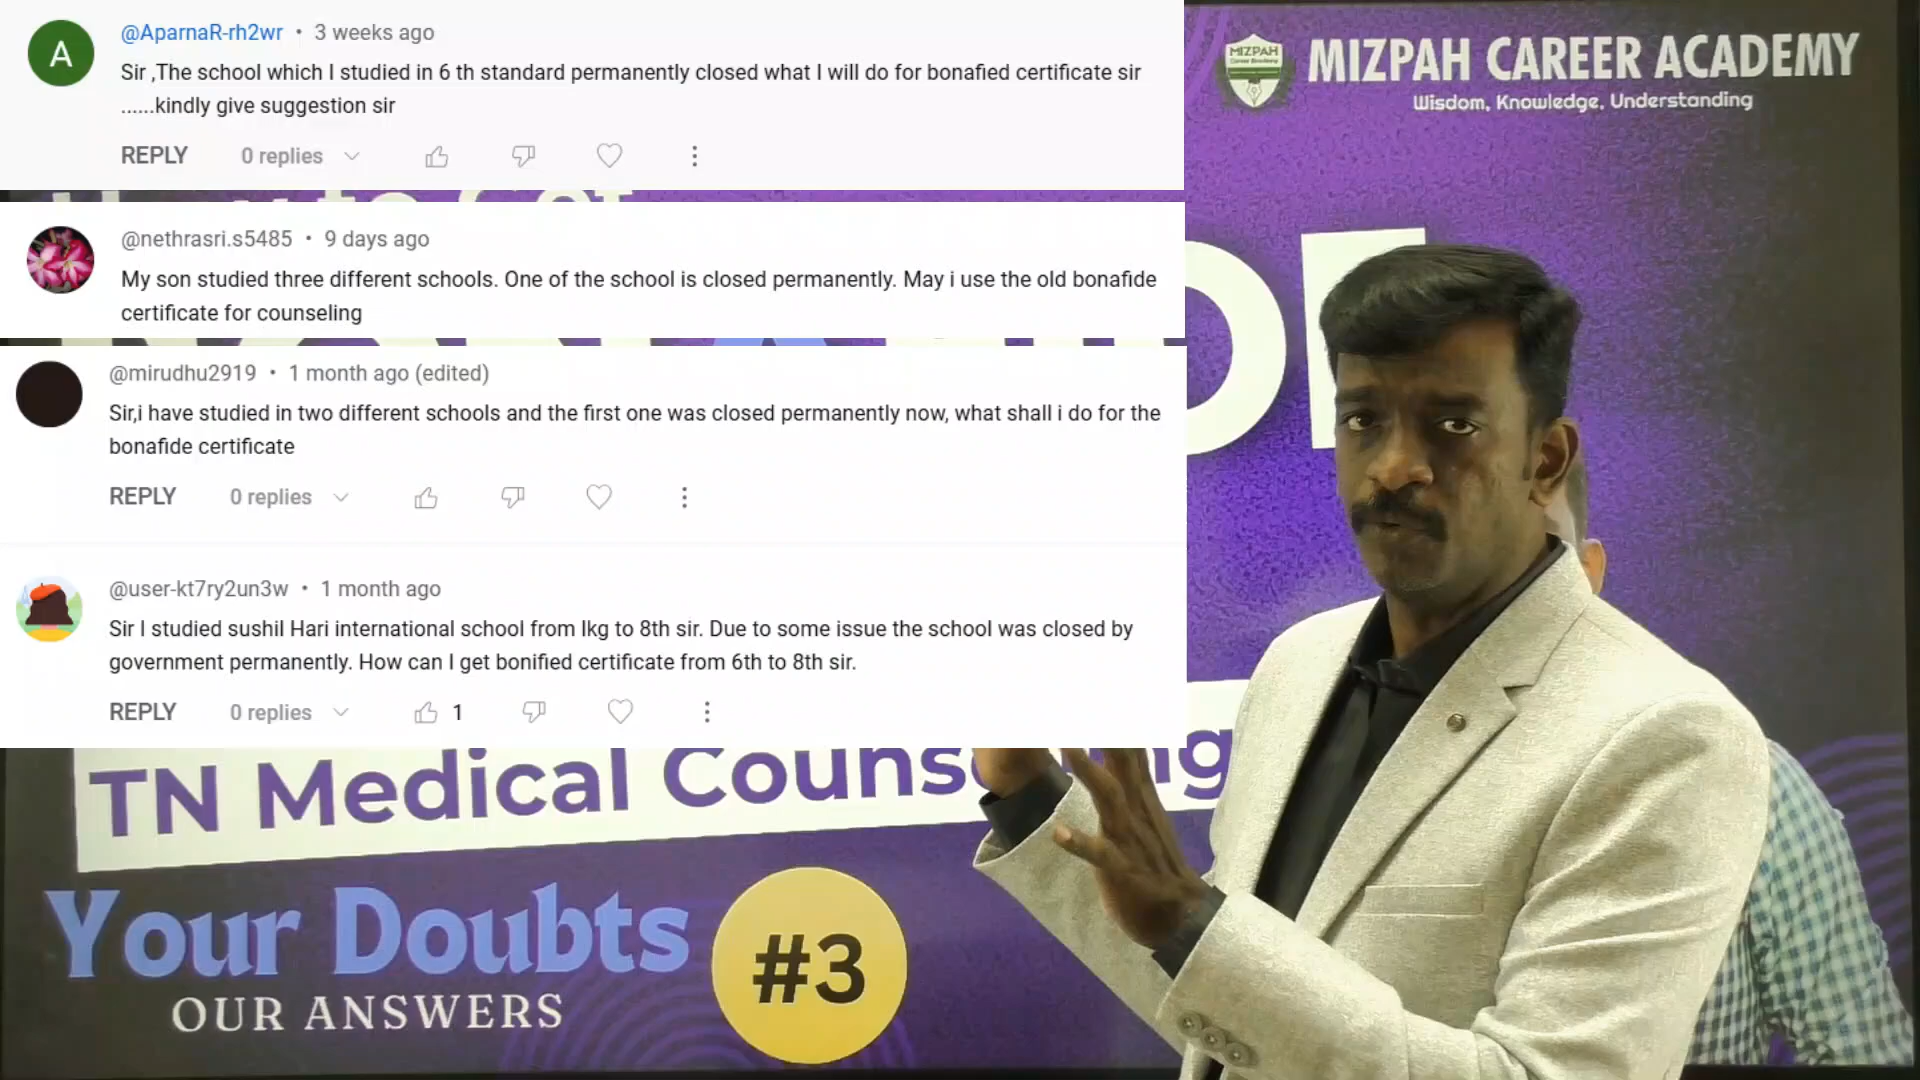 A
@AparnaR-rh2wr • 3 weeks ago
Sir ,The school which I studied in 6 th standard permanently closed what I will do for bonafied certificate sir
......kindly give suggestion sir
REPLY 0 replies
@nethrasri.s5485 • 9 days ago
My son studied three different schools. One of the school is closed permanently. May i use the old bonafide
certificate for counseling
@mirudhu2919 • 1 month ago (edited)
Sir,i have studied in two different schools and the first one was closed permanently now, what shall i do for the
bonafide certificate
REPLY 0 replies
@user-kt7ry2un3w • 1 month ago
Sir I studied sushil Hari international school from lkg to 8th sir. Due to some issue the school was closed by
government permanently. How can I get bonified certificate from 6th to 8th sir.
REPLY 0 replies 1
MIZPAH
MIZPAH CAREER ACADEMY
Wisdom, Knowledge, Understanding
TN Medical
Your Doubts
OUR ANSWERS
#3